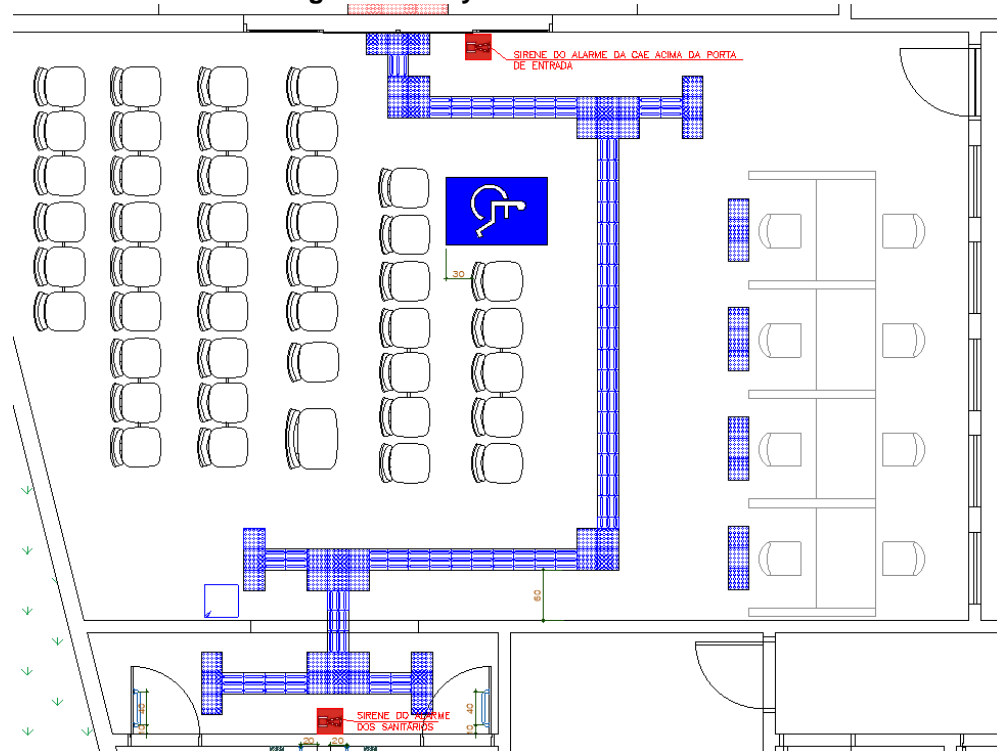 SIRENE DO ALARME DA CAE ACIMA DA PORTA
DE ENTRADA
30
60
40
40
SIRENE DO ALARME
DOS SANITÁRIOS
20
20